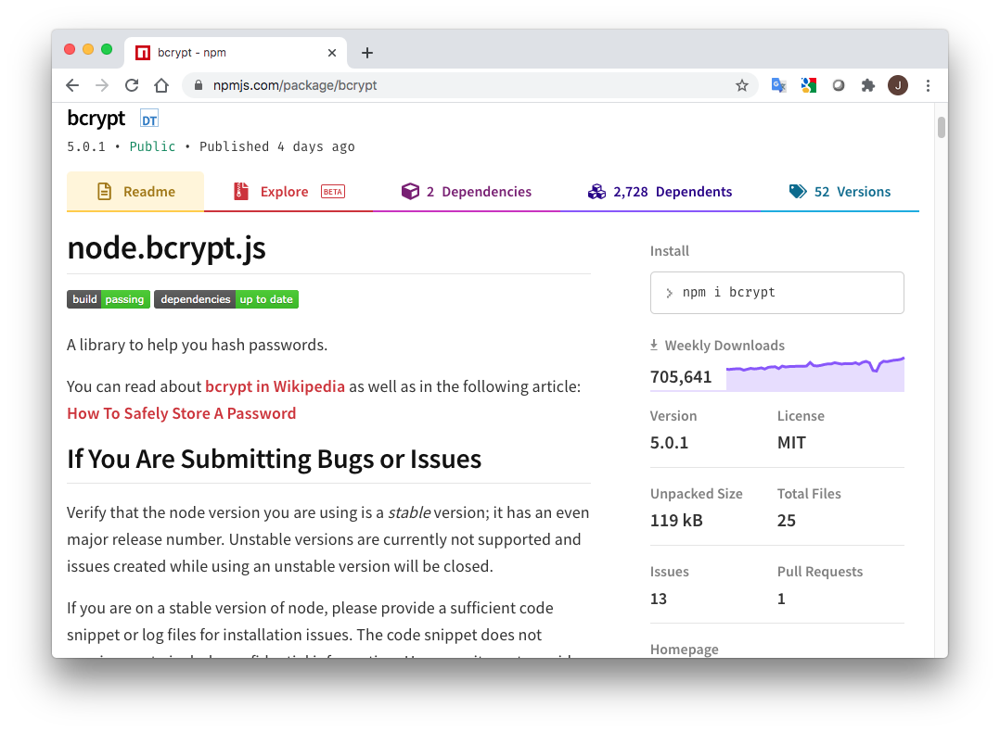 bcrypt - npm
npmjs.com/package/bcrypt
J
bcrypt DT
5.0.1 • Public • Published 4 days ago
Readme
Explore BETA
2 Dependencies
2,728 Dependents
52 Versions
node.bcrypt.js
build passing dependencies up to date
A library to help you hash passwords.
You can read about bcrypt in Wikipedia as well as in the following article:
How To Safely Store A Password
If You Are Submitting Bugs or Issues
Verify that the node version you are using is a stable version; it has an even
major release number. Unstable versions are currently not supported and
issues created while using an unstable version will be closed.
If you are on a stable version of node, please provide a sufficient code
snippet or log files for installation issues. The code snippet does not
Install
npm i bcrypt
Weekly Downloads
705,641
Version License
5.0.1 MIT
Unpacked Size Total Files
119 kB 25
Issues Pull Requests
13 1
Homepage